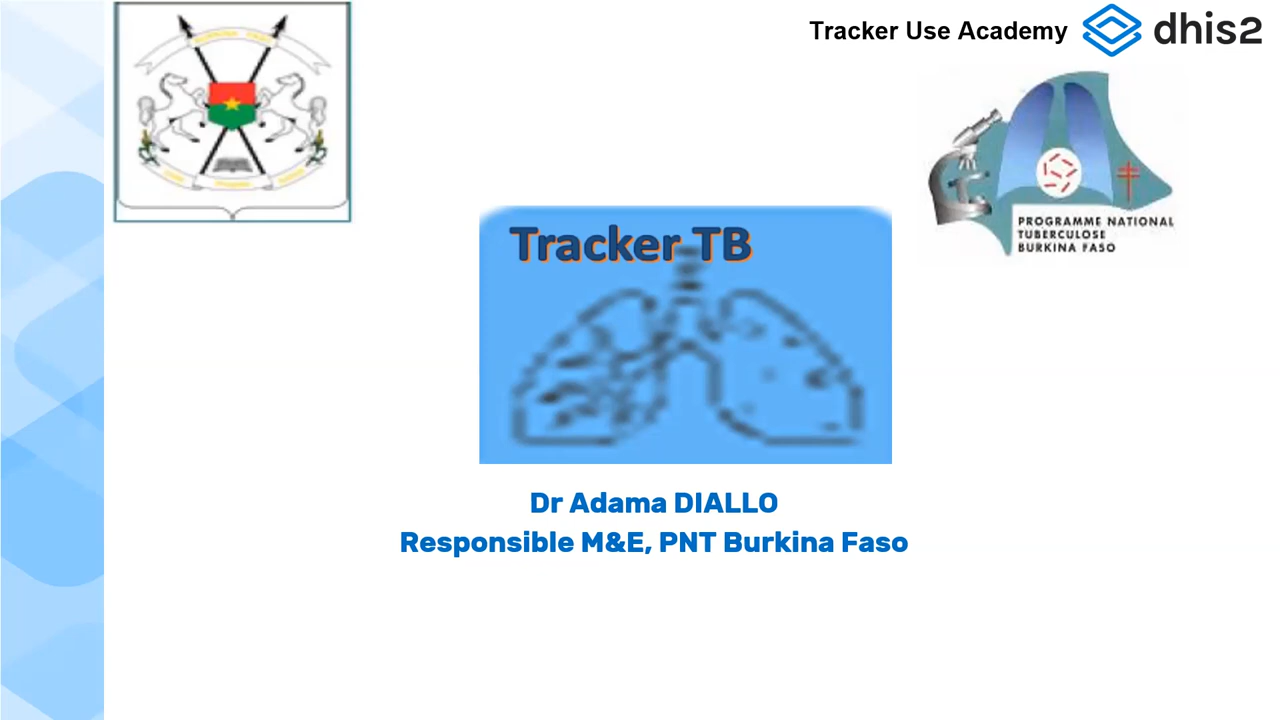 Tracker Use Academy
dhis2
PROGRAMME NATIONAL
TUBERCULOSE
BURKINA FASO
Tracker TB
Dr Adama DIALLO
Responsible M&E, PNT Burkina Faso